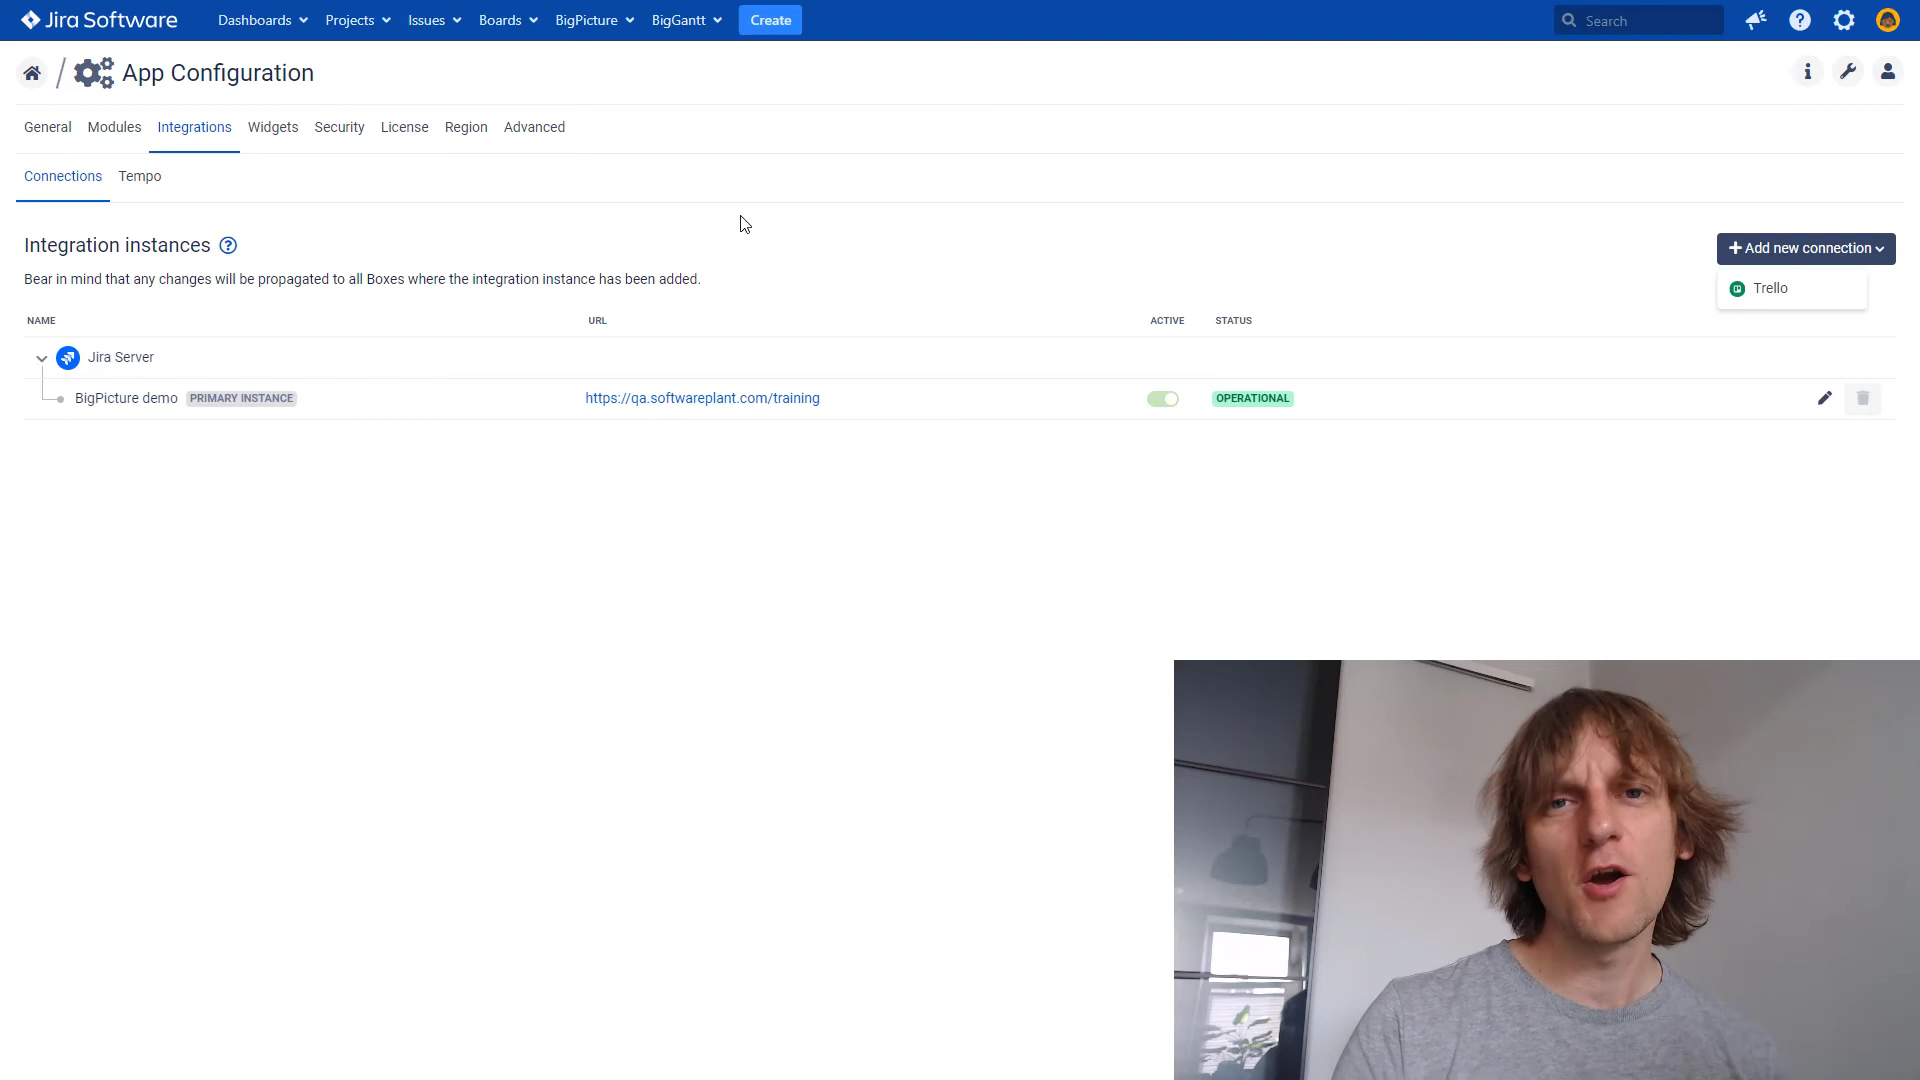 Jira Software Dashboards Projects Issues Boards BigPicture BigGantt Create Search
App Configuration
General Modules Integrations Widgets Security License Region Advanced
Connections Tempo
Integration instances
Add new connection
Bear in mind that any changes will be propagated to all Boxes where the integration instance has been added.
Trello
NAME URL ACTIVE STATUS
Jira Server
BigPicture demo PRIMARY INSTANCE https://qa.softwareplant.com/training OPERATIONAL